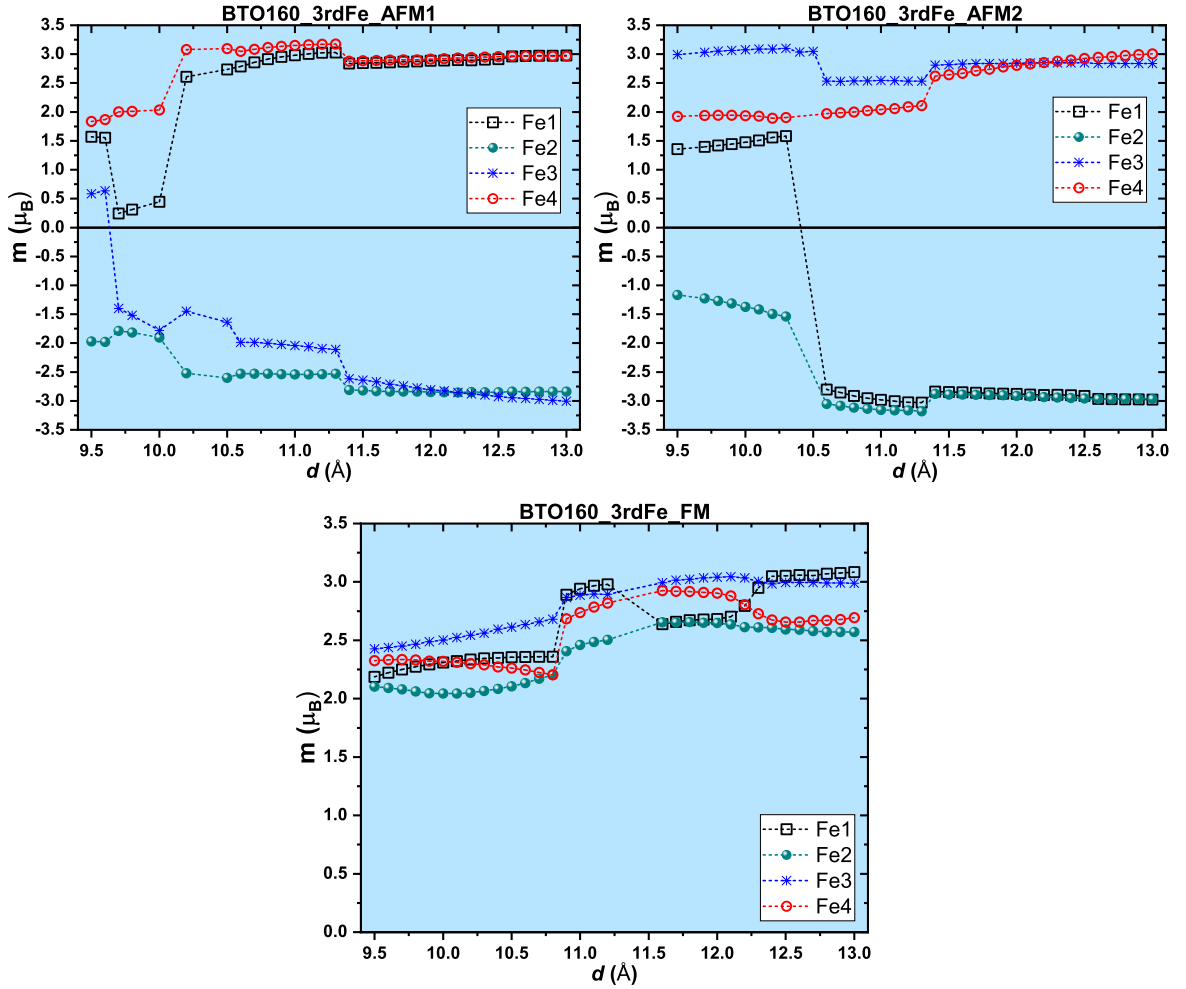 BTO160_3rdFe_AFM1
3.5
3.0
2.5
2.0
1.5
1.0
0.5
0.0
-0.5
-1.0
-1.5
-2.0
-2.5
-3.0
-3.5
m (μB)
Fe1
Fe2
Fe3
Fe4
9.5 10.0 10.5 11.0 11.5 12.0 12.5 13.0
d (Å)
BTO160_3rdFe_AFM2
3.5
3.0
2.5
2.0
1.5
1.0
0.5
0.0
-0.5
-1.0
-1.5
-2.0
-2.5
-3.0
-3.5
m (μB)
Fe1
Fe2
Fe3
Fe4
9.5 10.0 10.5 11.0 11.5 12.0 12.5 13.0
d (Å)
BTO160_3rdFe_FM
3.5
3.0
2.5
2.0
1.5
1.0
0.5
0.0
m (μB)
Fe1
Fe2
Fe3
Fe4
9.5 10.0 10.5 11.0 11.5 12.0 12.5 13.0
d (Å)